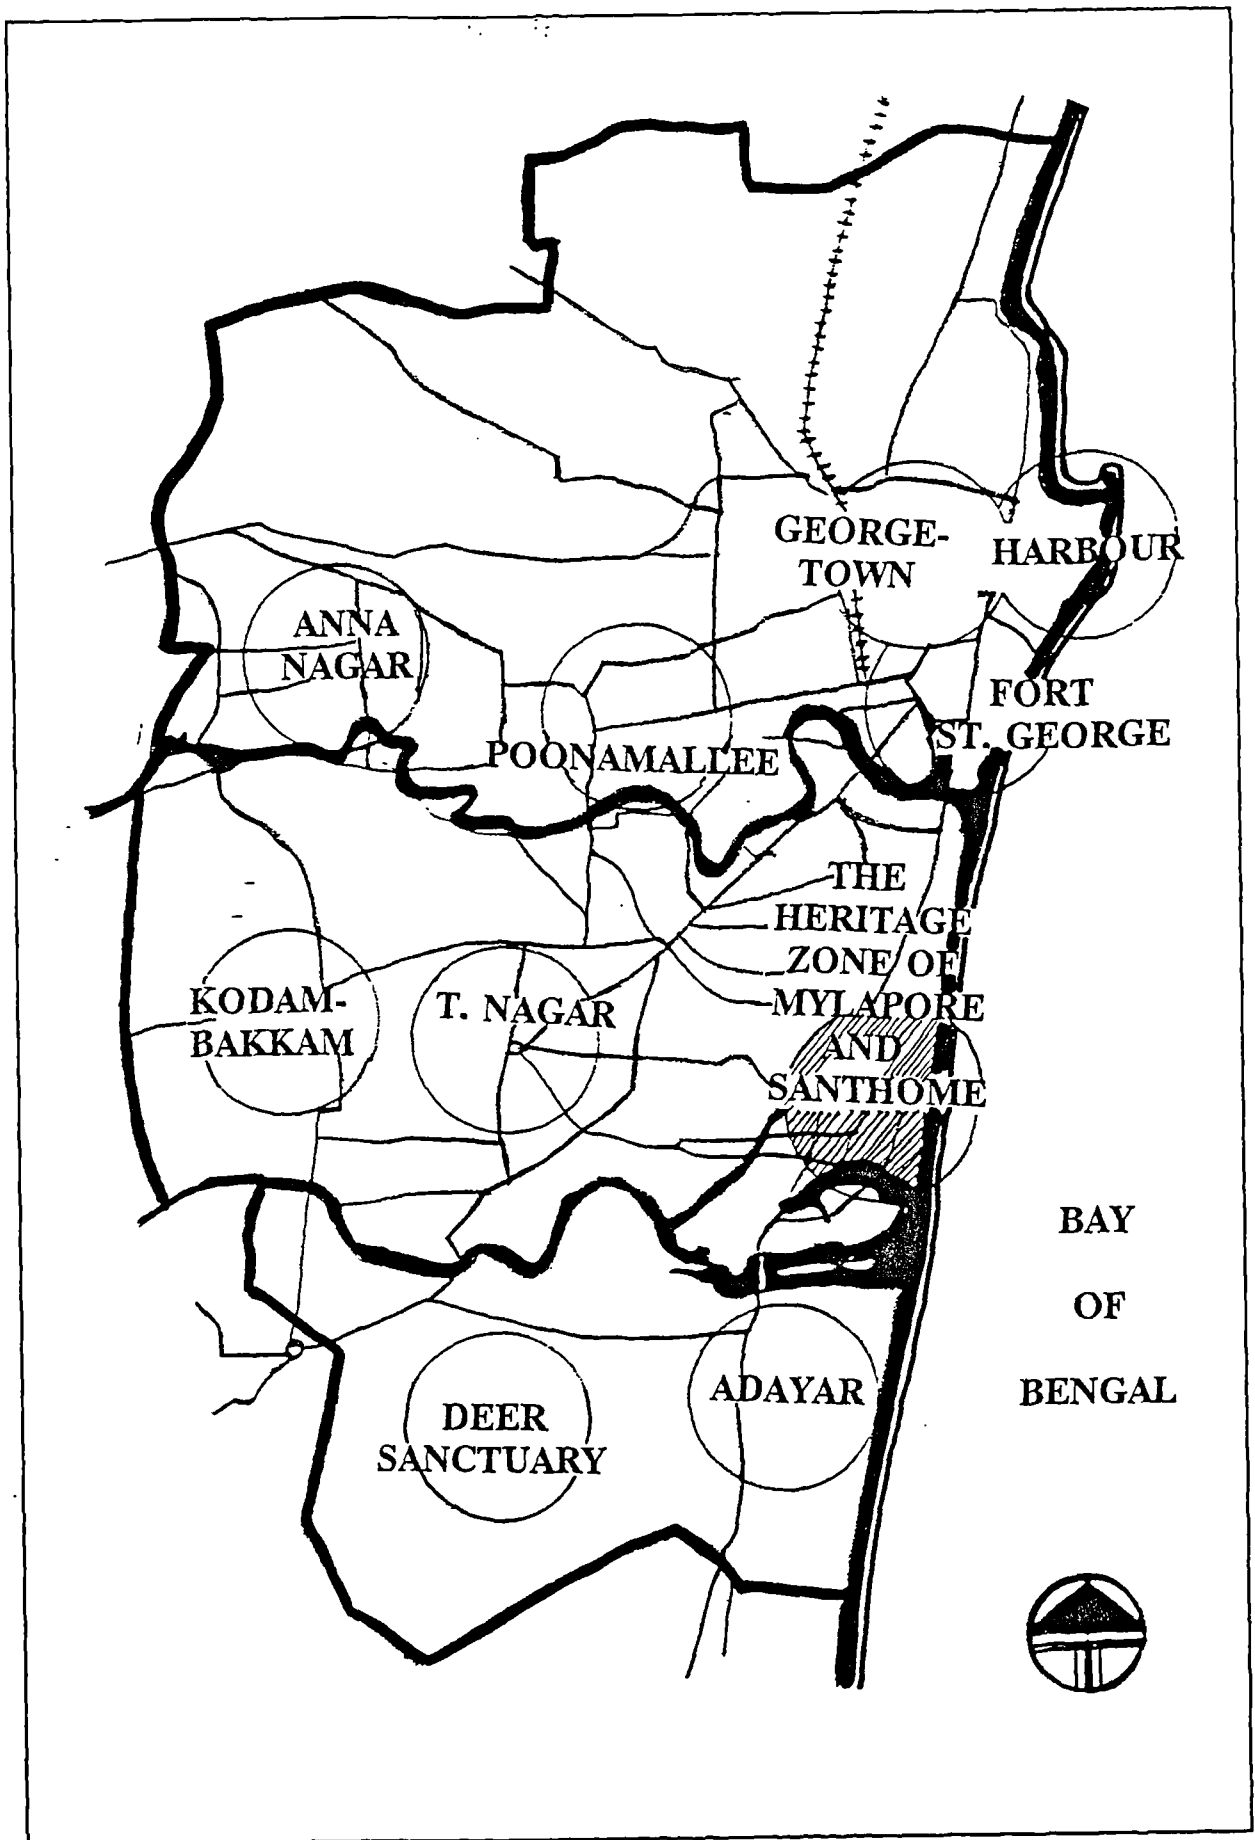 GEORGE-
TOWN
HARBOUR
ANNA
NAGAR
FORT
ST. GEORGE
POONAMALLEE
THE
HERITAGE
ZONE OF
MYLAPORE
AND
SANTHOME
KODAM-
BAKKAM
T. NAGAR
BAY
OF
BENGAL
ADAYAR
DEER
SANCTUARY